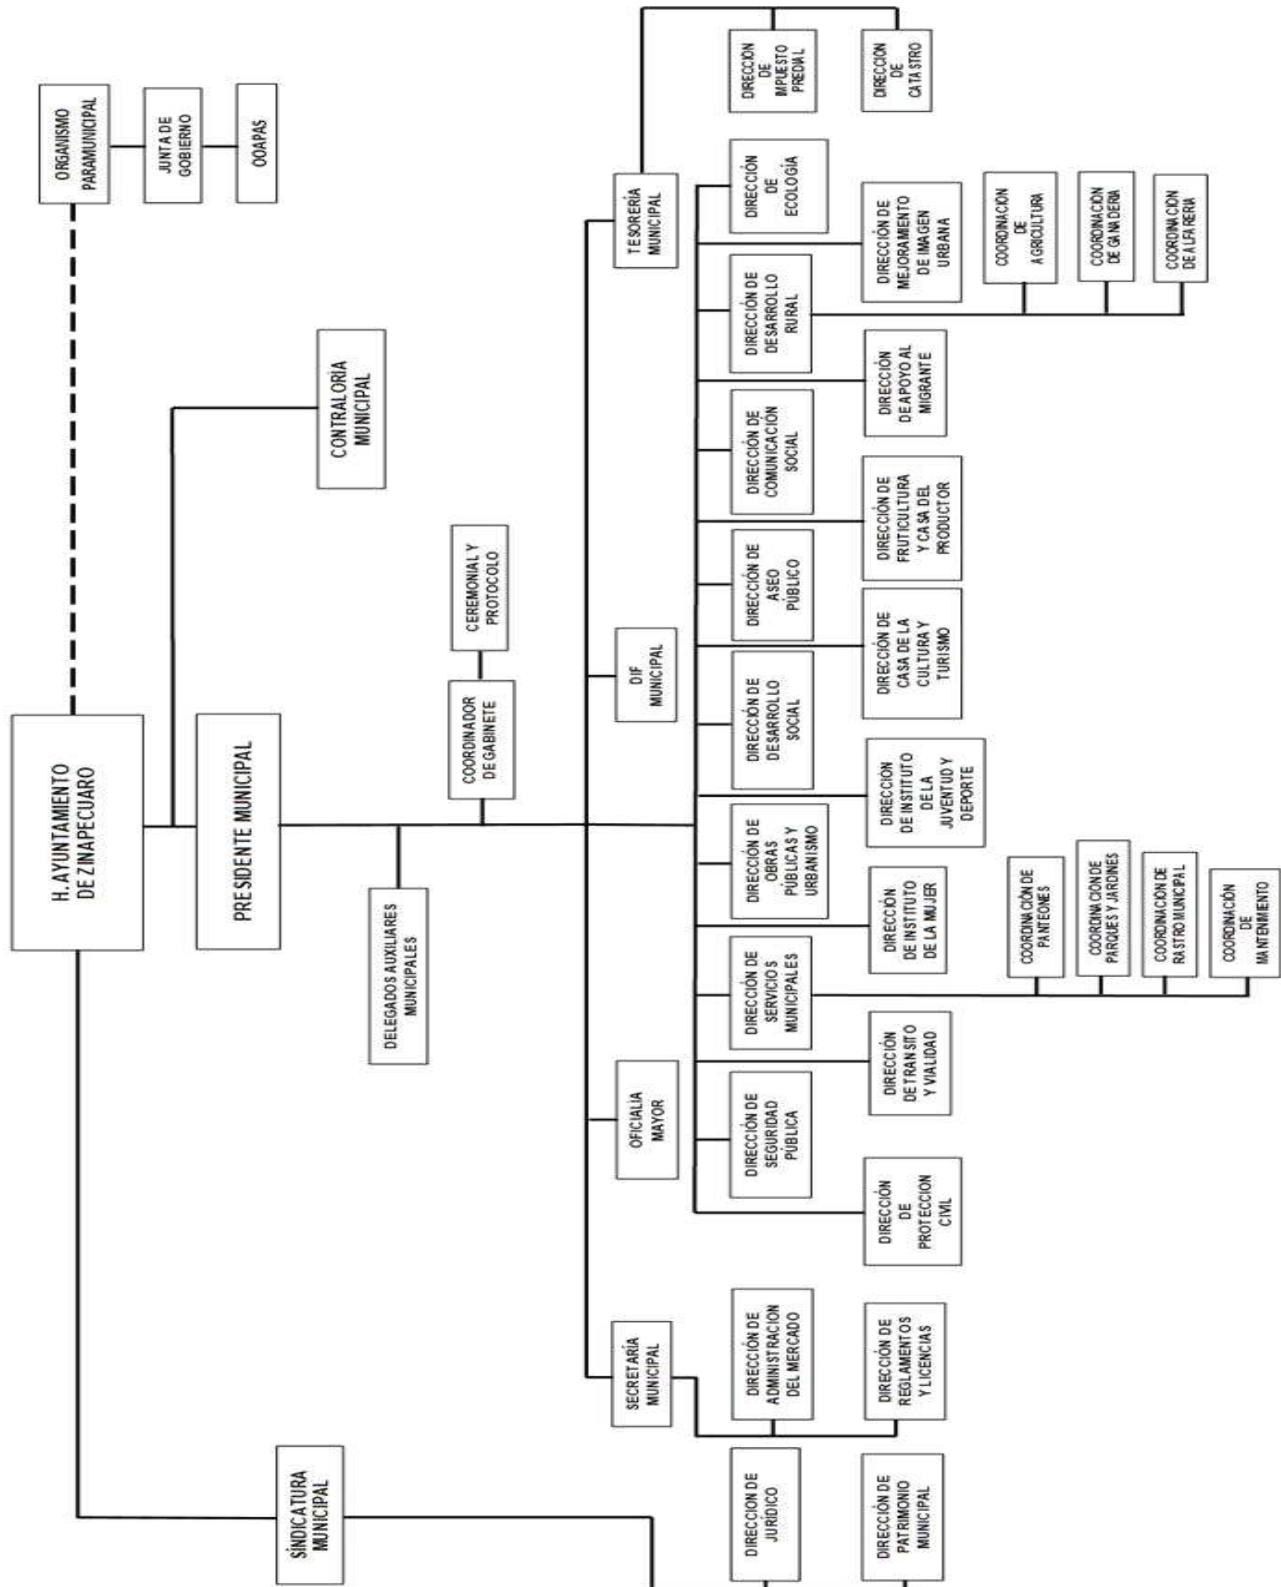 H. AYUNTAMIENTO
DE ZINAPECUARO
ORGANISMO
PARAMUNICIPAL
JUNTA DE
GOBIERNO
OOAPAS
PRESIDENTE MUNICIPAL
SÍNDICATURA
MUNICIPAL
CONTRALORÍA
MUNICIPAL
DELEGADOS AUXILIARES
MUNICIPALES
COORDINADOR
DE GABINETE
CEREMONIAL Y
PROTOCOLO
SECRETARÍA
MUNICIPAL
OFICIALÍA
MAYOR
DIF
MUNICIPAL
TESORERÍA
MUNICIPAL
DIRECCION DE
JURÍDICO
DIRECCIÓN DE
ADMINISTRACION
DEL MERCADO
DIRECCIÓN DE
SEGURIDAD
PÚBLICA
DIRECCIÓN DE
SERVICIOS
MUNICIPALES
DIRECCIÓN DE
OBRAS
PÚBLICAS Y
URBANISMO
DIRECCIÓN DE
DESARROLLO
SOCIAL
DIRECCIÓN DE
ASEO
PÚBLICO
DIRECCIÓN DE
COMUNICACIÓN
SOCIAL
DIRECCIÓN DE
DESARROLLO
RURAL
DIRECCIÓN
DE
ECOLOGÍA
DIRECCIÓN
DE
IMPUESTO
PREDIAL
DIRECCIÓN DE
PATRIMONIO
MUNICIPAL
DIRECCIÓN DE
REGLAMENTOS
Y LICENCIAS
DIRECCIÓN
DE
PROTECCION
CIVIL
DIRECCIÓN
DE TRANSITO
Y VIALIDAD
DIRECCIÓN
DE INSTITUTO
DE LA MUJER
DIRECCIÓN
DE INSTITUTO
DE LA
JUVENTUD Y
DEPORTE
DIRECCIÓN DE
CASA DE LA
CULTURA Y
TURISMO
DIRECCIÓN DE
FRUTICULTURA
Y CASA DEL
PRODUCTOR
DIRECCIÓN
DE APOYO AL
MIGRANTE
DIRECCIÓN DE
MEJORAMIENTO
DE IMAGEN
URBANA
DIRECCIÓN
DE
CATASTRO
COORDINACIÓN DE
PANTEONES
COORDINACION DE
PARQUES Y JARDINES
COORDINACIÓN DE
RASTRO MUNICIPAL
COORDINACIÓN
DE
MANTENIMIENTO
COORDINACIÓN
DE
AGRICULTURA
COORDINACIÓN
DE GANADERIA
COORDINACION
DE ALFARERIA